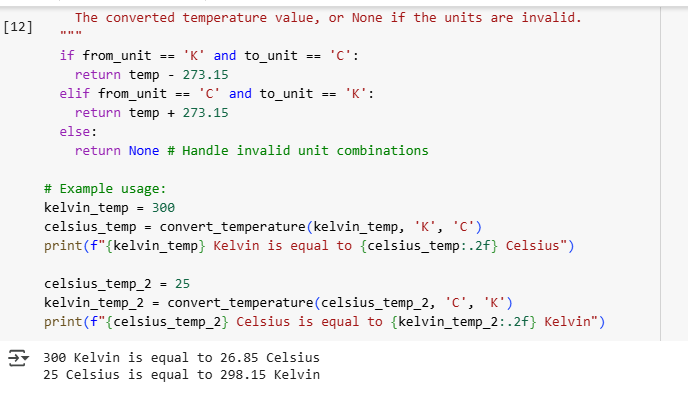 The converted temperature value, or None if the units are invalid.
[12]
"""
if from_unit == 'K' and to_unit == 'C':
return temp - 273.15
elif from_unit == 'C' and to_unit == 'K':
return temp + 273.15
else:
return None # Handle invalid unit combinations
# Example usage:
kelvin_temp = 300
celsius_temp = convert_temperature(kelvin_temp, 'K', 'C')
print(f"{kelvin_temp} Kelvin is equal to {celsius_temp:.2f} Celsius")
celsius_temp_2 = 25
kelvin_temp_2 = convert_temperature(celsius_temp_2, 'C', 'K')
print(f"{celsius_temp_2} Celsius is equal to {kelvin_temp_2:.2f} Kelvin")
300 Kelvin is equal to 26.85 Celsius
25 Celsius is equal to 298.15 Kelvin